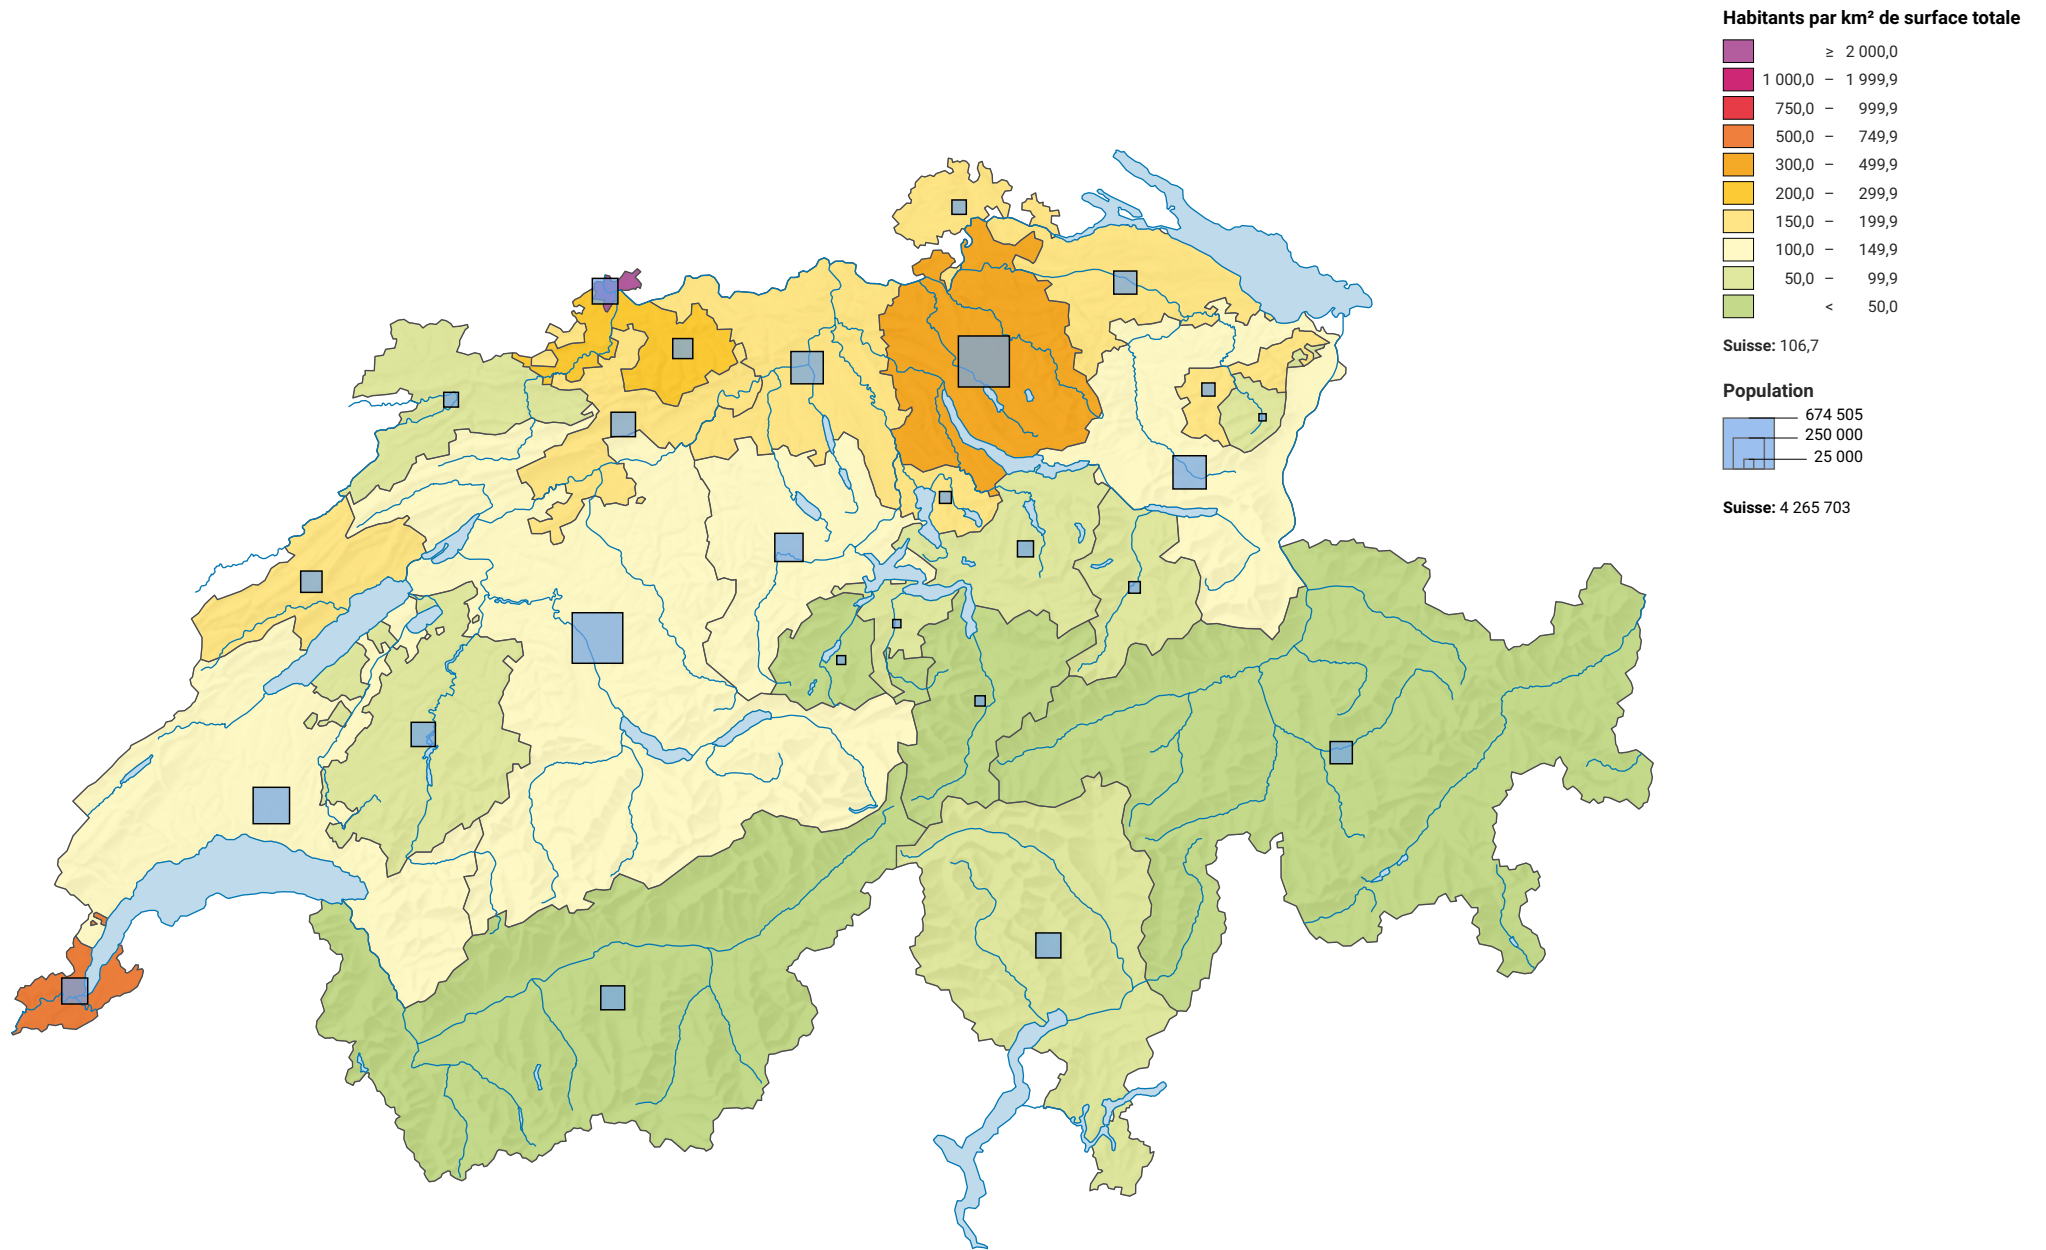 Habitants par km² de surface totale
≥ 2 000,0
1 000,0 – 1 999,9
750,0 – 999,9
500,0 – 749,9
300,0 – 499,9
200,0 – 299,9
150,0 – 199,9
100,0 – 149,9
50,0 – 99,9
< 50,0
Suisse: 106,7
Population
674 505
250 000
25 000
Suisse: 4 265 703